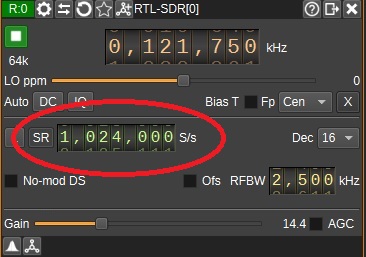 R:0 RTL-SDR[0]
0,121,750 kHz
64k
LO ppm 0
Auto DC IQ Bias T Fp Cen X
SR 1,024,000 S/s Dec 16
No-mod DS Ofs RFBW 2,500 kHz
Gain 14.4 AGC